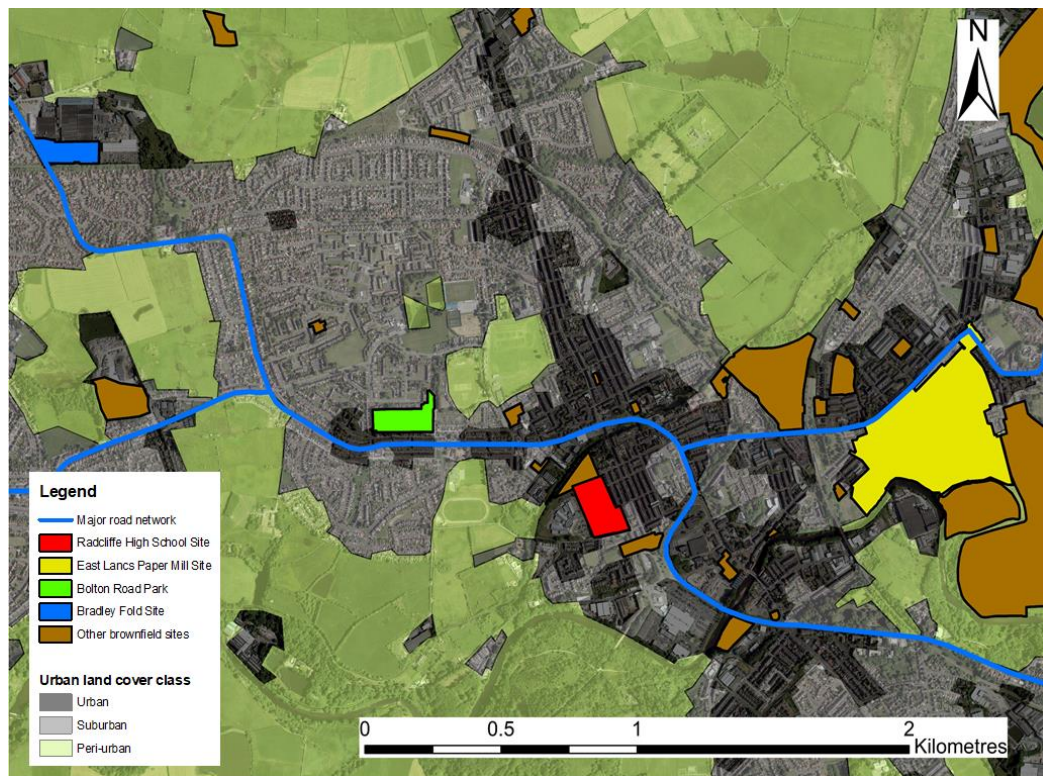 N
Legend
Major road network
Radcliffe High School Site
East Lancs Paper Mill Site
Bolton Road Park
Bradley Fold Site
Other brownfield sites
Urban land cover class
Urban
Suburban
Peri-urban
0 0.5 1 2
Kilometres